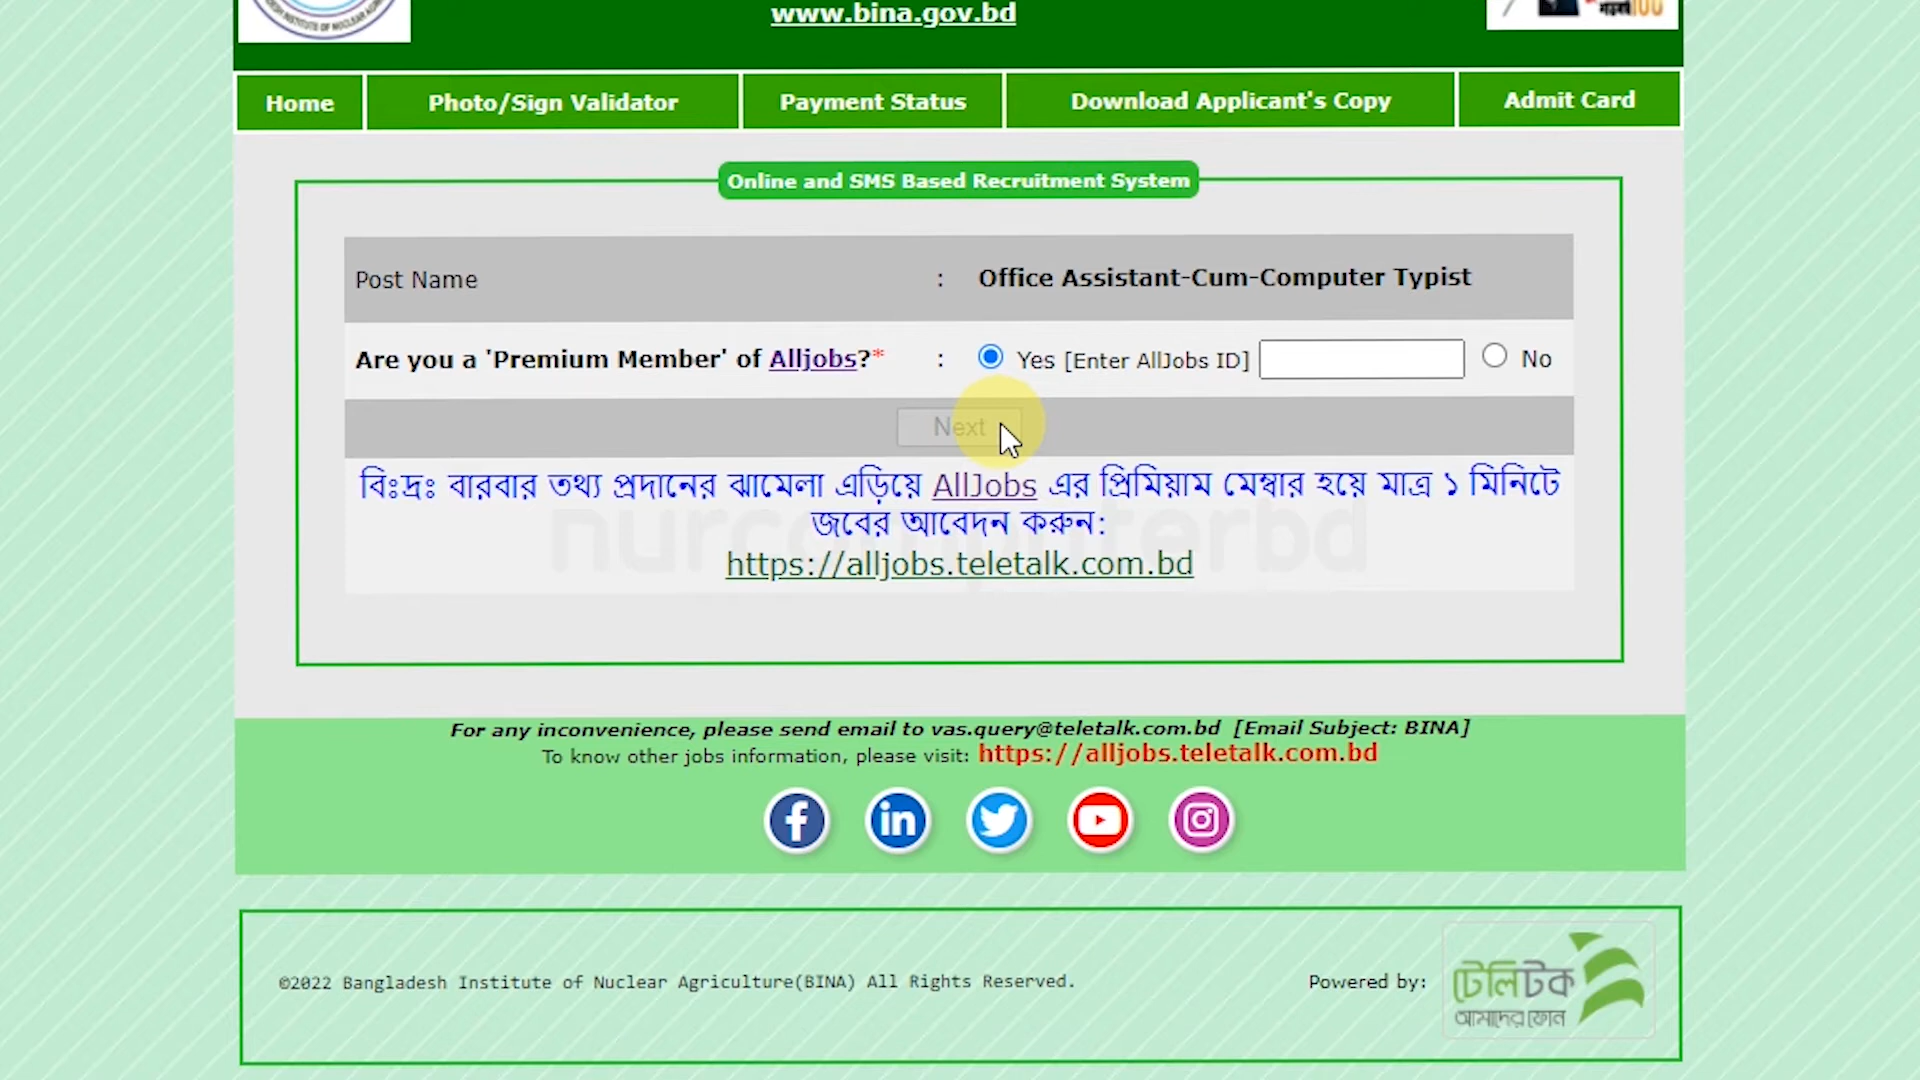 www.bina.gov.bd
Home
Photo/Sign Validator
Payment Status
Download Applicant's Copy
Admit Card
Online and SMS Based Recruitment System
Post Name : Office Assistant-Cum-Computer Typist
Are you a 'Premium Member' of Alljobs?* : Yes [Enter AllJobs ID] No
Next
বিঃদ্রঃ বারবার তথ্য প্রদানের ঝামেলা এড়িয়ে AllJobs এর প্রিমিয়াম মেম্বার হয়ে মাত্র ১ মিনিটে
জবের আবেদন করুন:
nurcomputerbd
https://alljobs.teletalk.com.bd
For any inconvenience, please send email to vas.query@teletalk.com.bd [Email Subject: BINA]
To know other jobs information, please visit: https://alljobs.teletalk.com.bd
©2022 Bangladesh Institute of Nuclear Agriculture(BINA) All Rights Reserved.
Powered by:
টেলিটক
আমাদের ফোন